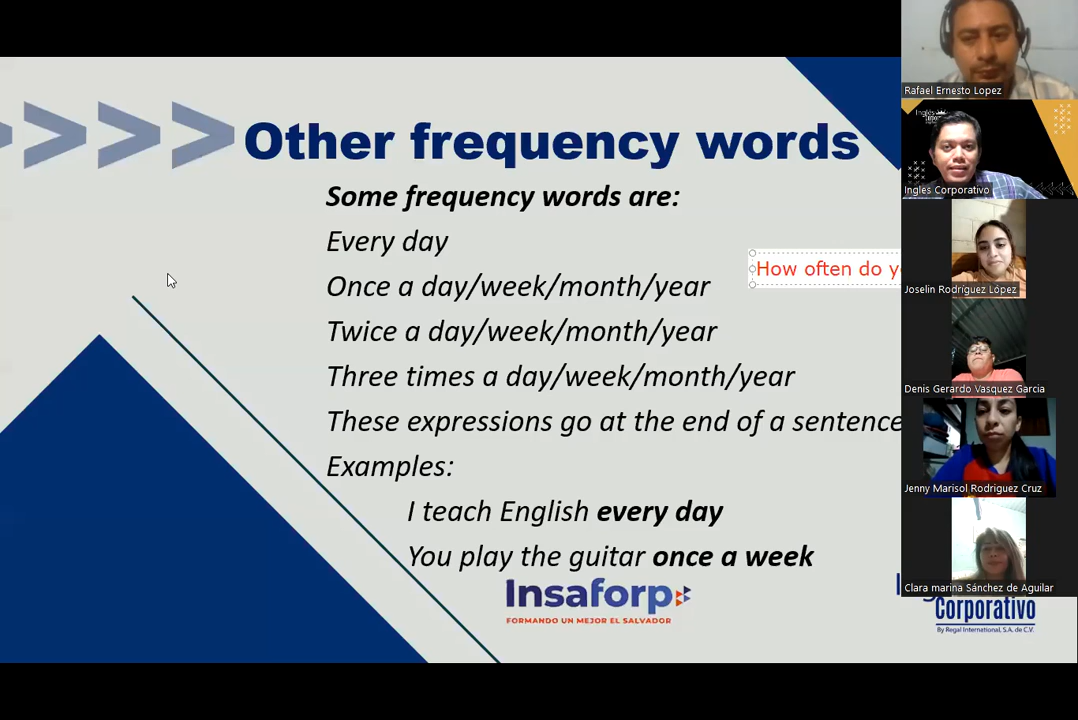 Other frequency words
Some frequency words are:
Every day
How often do y
Once a day/week/month/year
Twice a day/week/month/year
Three times a day/week/month/year
These expressions go at the end of a sentence
Examples:
I teach English every day
You play the guitar once a week
Insaforp
FORMANDO UN MEJOR EL SALVADOR
Corporativo
By Regal International, S.A. de C.V.
Rafael Ernesto Lopez
Ingles Corporativo
Joselin Rodríguez López
Denis Gerardo Vasquez Garcia
Jenny Marisol Rodriguez Cruz
Clara marina Sánchez de Aguilar